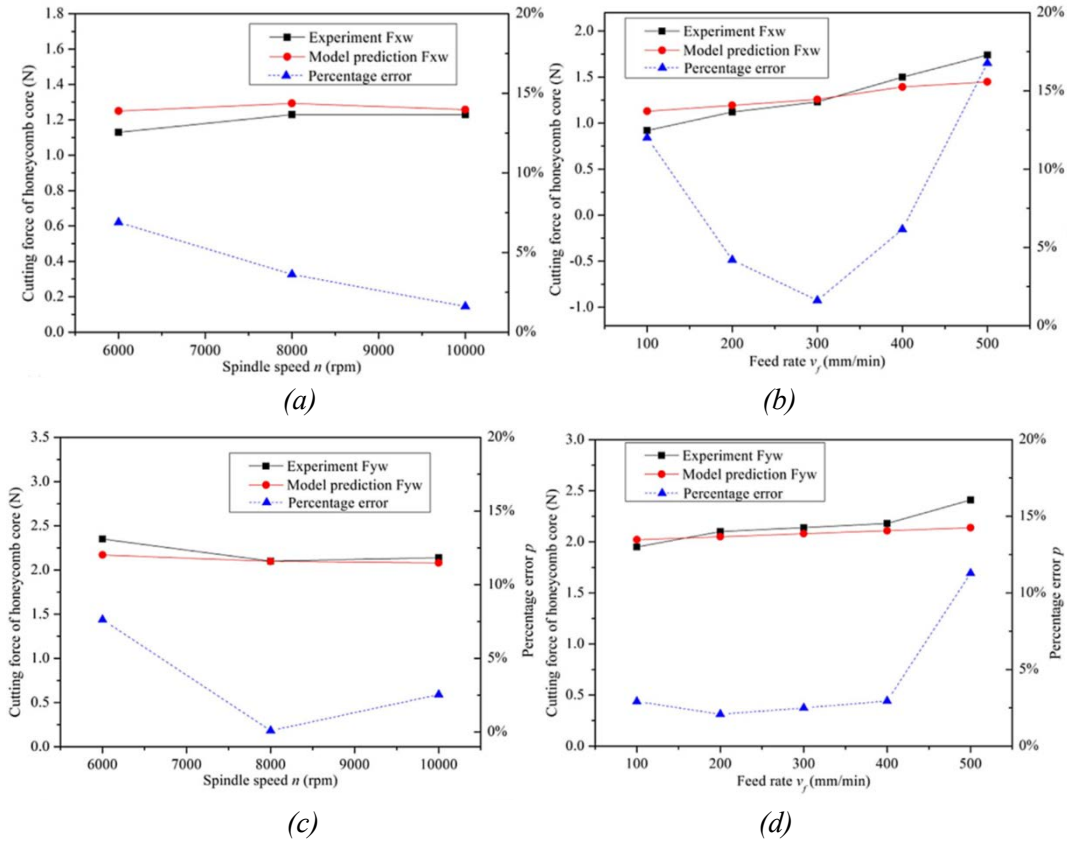 1.8
1.6
1.4
1.2
1.0
0.8
0.6
0.4
0.2
0.0
Cutting force of honeycomb core (N)
Experiment Fxw
Model prediction Fxw
Percentage error
20%
15%
10%
5%
0%
6000 7000 8000 9000 10000
Spindle speed n (rpm)
(a)
2.0
1.5
1.0
0.5
0.0
-0.5
-1.0
Cutting force of honeycomb core (N)
Experiment Fxw
Model prediction Fxw
Percentage error
20%
15%
10%
5%
0%
100 200 300 400 500
Feed rate vf (mm/min)
(b)
3.5
3.0
2.5
2.0
1.5
1.0
0.5
0.0
Cutting force of honeycomb core (N)
Experiment Fyw
Model prediction Fyw
Percentage error
20%
15%
10%
5%
0%
Percentage error p
6000 7000 8000 9000 10000
Spindle speed n (rpm)
(c)
3.0
2.5
2.0
1.5
1.0
0.5
0.0
Cutting force of honeycomb core (N)
Experiment Fyw
Model prediction Fyw
Percentage error
20%
15%
10%
5%
0%
Percentage error p
100 200 300 400 500
Feed rate vf (mm/min)
(d)